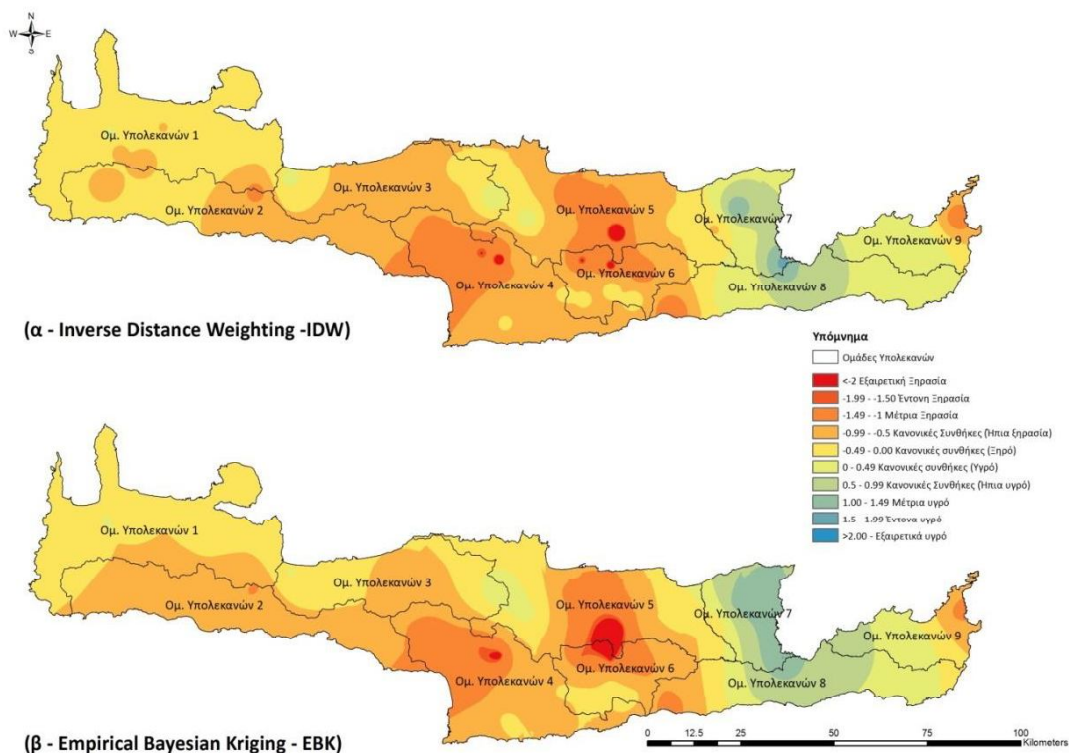 N
W E
S
Ομ. Υπολεκανών 1
Ομ. Υπολεκανών 2
Ομ. Υπολεκανών 3
Ομ. Υπολεκανών 4
Ομ. Υπολεκανών 5
Ομ. Υπολεκανών 6
Ομ. Υπολεκανών 7
Ομ. Υπολεκανών 8
Ομ. Υπολεκανών 9
(α - Inverse Distance Weighting -IDW)
Υπόμνημα
Ομάδες Υπολεκανών
<-2 Εξαιρετική Ξηρασία
-1.99 - -1.50 Έντονη Ξηρασία
-1.49 - -1 Μέτρια Ξηρασία
-0.99 - -0.5 Κανονικές Συνθήκες (Ήπια ξηρασία)
-0.49 - 0.00 Κανονικές συνθήκες (Ξηρό)
0 - 0.49 Κανονικές συνθήκες (Υγρό)
0.5 - 0.99 Κανονικές Συνθήκες (Ήπια υγρό)
1.00 - 1.49 Μέτρια υγρό
1.5 - 1.99 Έντονα υγρό
>2.00 - Εξαιρετικά υγρό
Ομ. Υπολεκανών 1
Ομ. Υπολεκανών 2
Ομ. Υπολεκανών 3
Ομ. Υπολεκανών 4
Ομ. Υπολεκανών 5
Ομ. Υπολεκανών 6
Ομ. Υπολεκανών 7
Ομ. Υπολεκανών 8
Ομ. Υπολεκανών 9
(β - Empirical Bayesian Kriging - EBK)
0 12.5 25 50 75 100
Kilometers